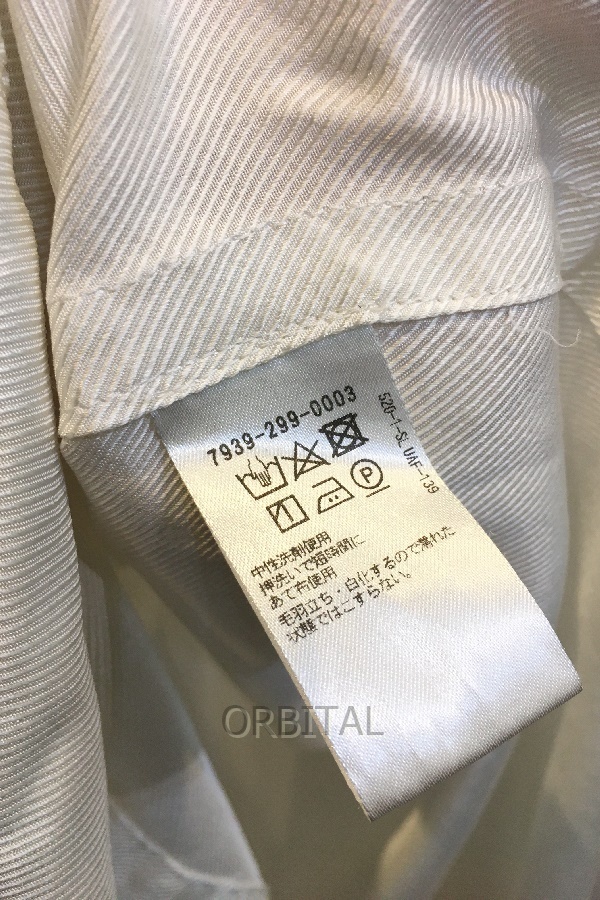 7939-299-0003
520-1-SL UAF-139
P
中性洗剤使用
押洗いで短時間に
あて布使用
毛羽立ち・白化するので濡れた
状態ではこすらない。
ORBITAL